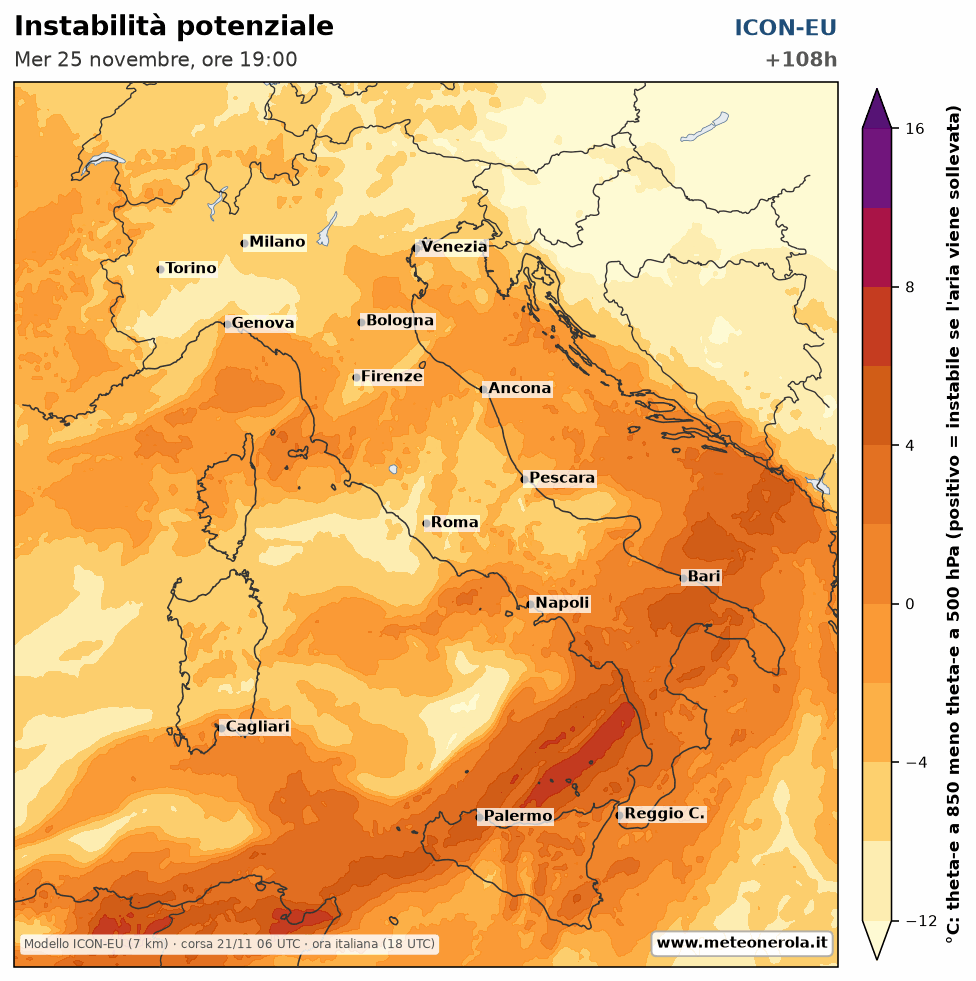 Instabilità potenziale
ICON-EU
Mer 25 novembre, ore 19:00
+108h
Milano
Venezia
Torino
Genova
Bologna
Firenze
Ancona
Pescara
Roma
Bari
Napoli
Cagliari
Palermo
Reggio C.
16
8
4
0
−4
−12
°C: theta-e a 850 meno theta-e a 500 hPa (positivo = instabile se l'aria viene sollevata)
Modello ICON-EU (7 km) · corsa 21/11 06 UTC · ora italiana (18 UTC)
www.meteonerola.it